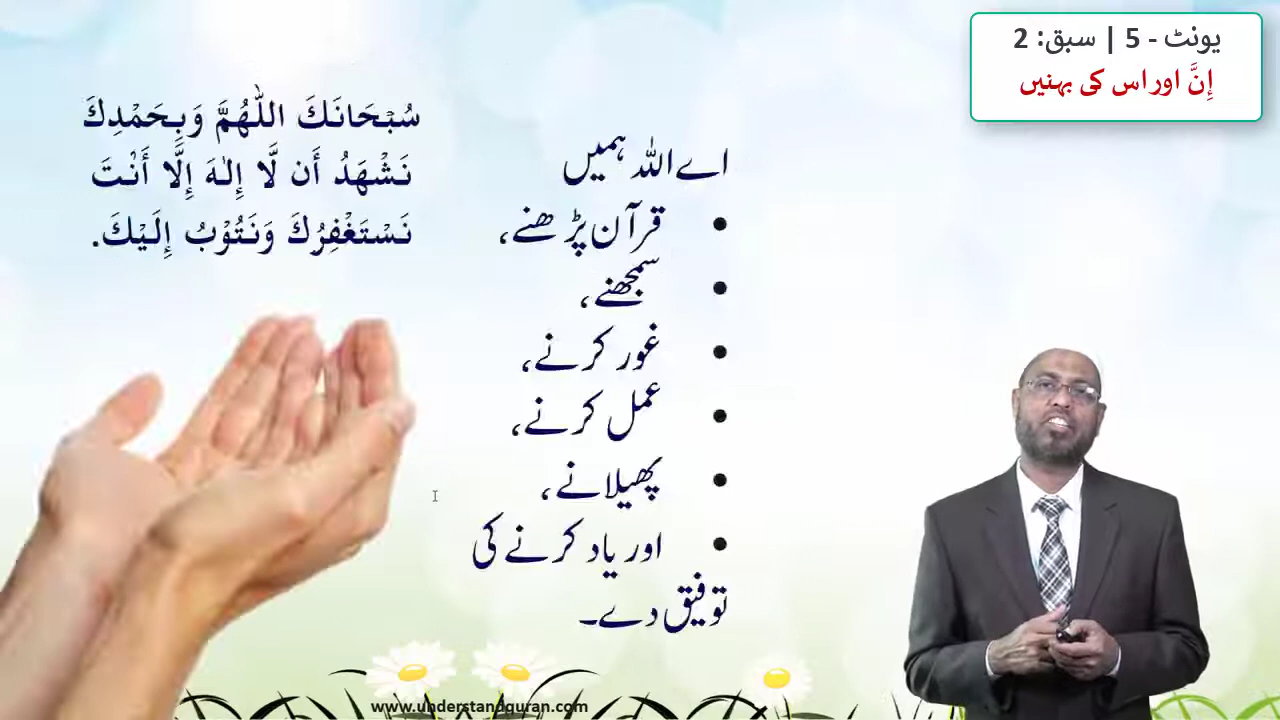 یونٹ - 5 | سبق: 2
إِنَّ اور اس کی بہنیں
سُبْحَانَكَ اللّٰهُمَّ وَبِحَمْدِكَ
نَشْهَدُ أَن لَّا إِلٰهَ إِلَّا أَنْتَ
نَسْتَغْفِرُكَ وَنَتُوْبُ إِلَيْكَ.
اے اللہ ہمیں
• قرآن پڑھنے،
• سمجھنے،
• غور کرنے،
• عمل کرنے،
• پھیلانے،
• اور یاد کرنے کی
توفیق دے۔
www.understandquran.com